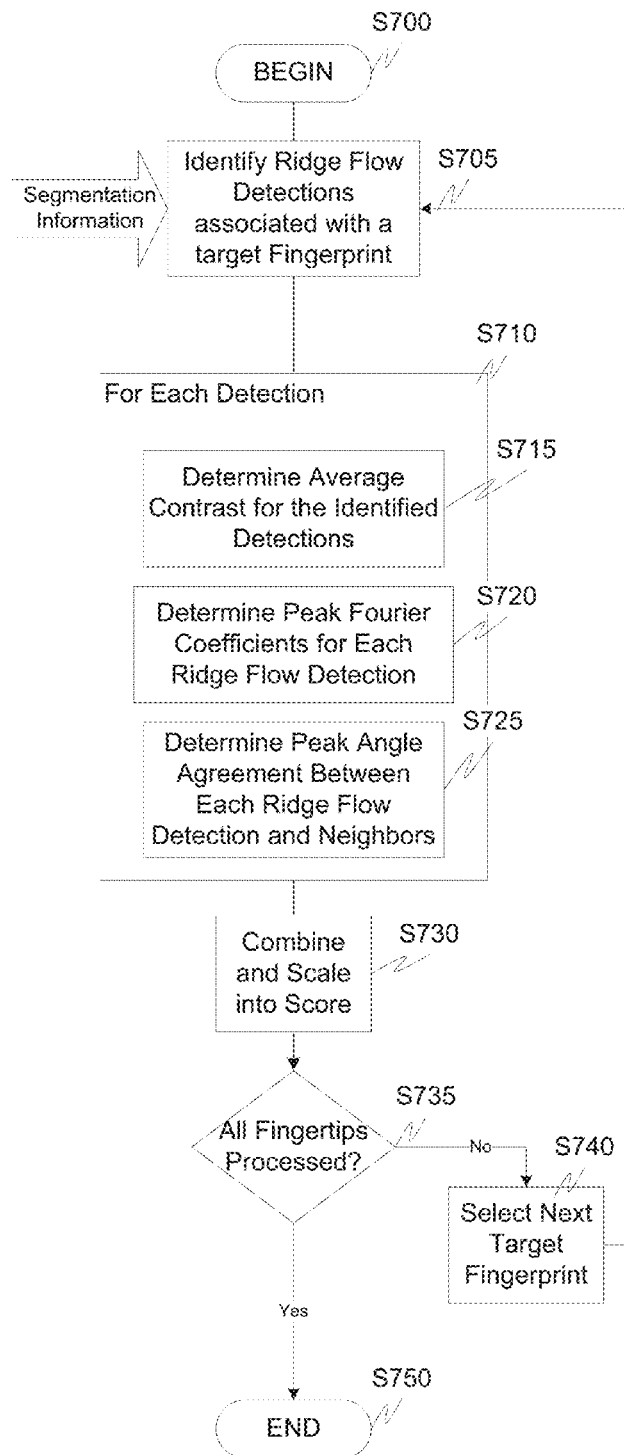 S700
BEGIN
S705
Segmentation
Information
Identify Ridge Flow
Detections
associated with a
target Fingerprint
S710
For Each Detection
S715
Determine Average
Contrast for the Identified
Detections
S720
Determine Peak Fourier
Coefficients for Each
Ridge Flow Detection
S725
Determine Peak Angle
Agreement Between
Each Ridge Flow
Detection and Neighbors
S730
Combine
and Scale
into Score
S735
All Fingertips
Processed?
No
S740
Select Next
Target
Fingerprint
Yes
S750
END